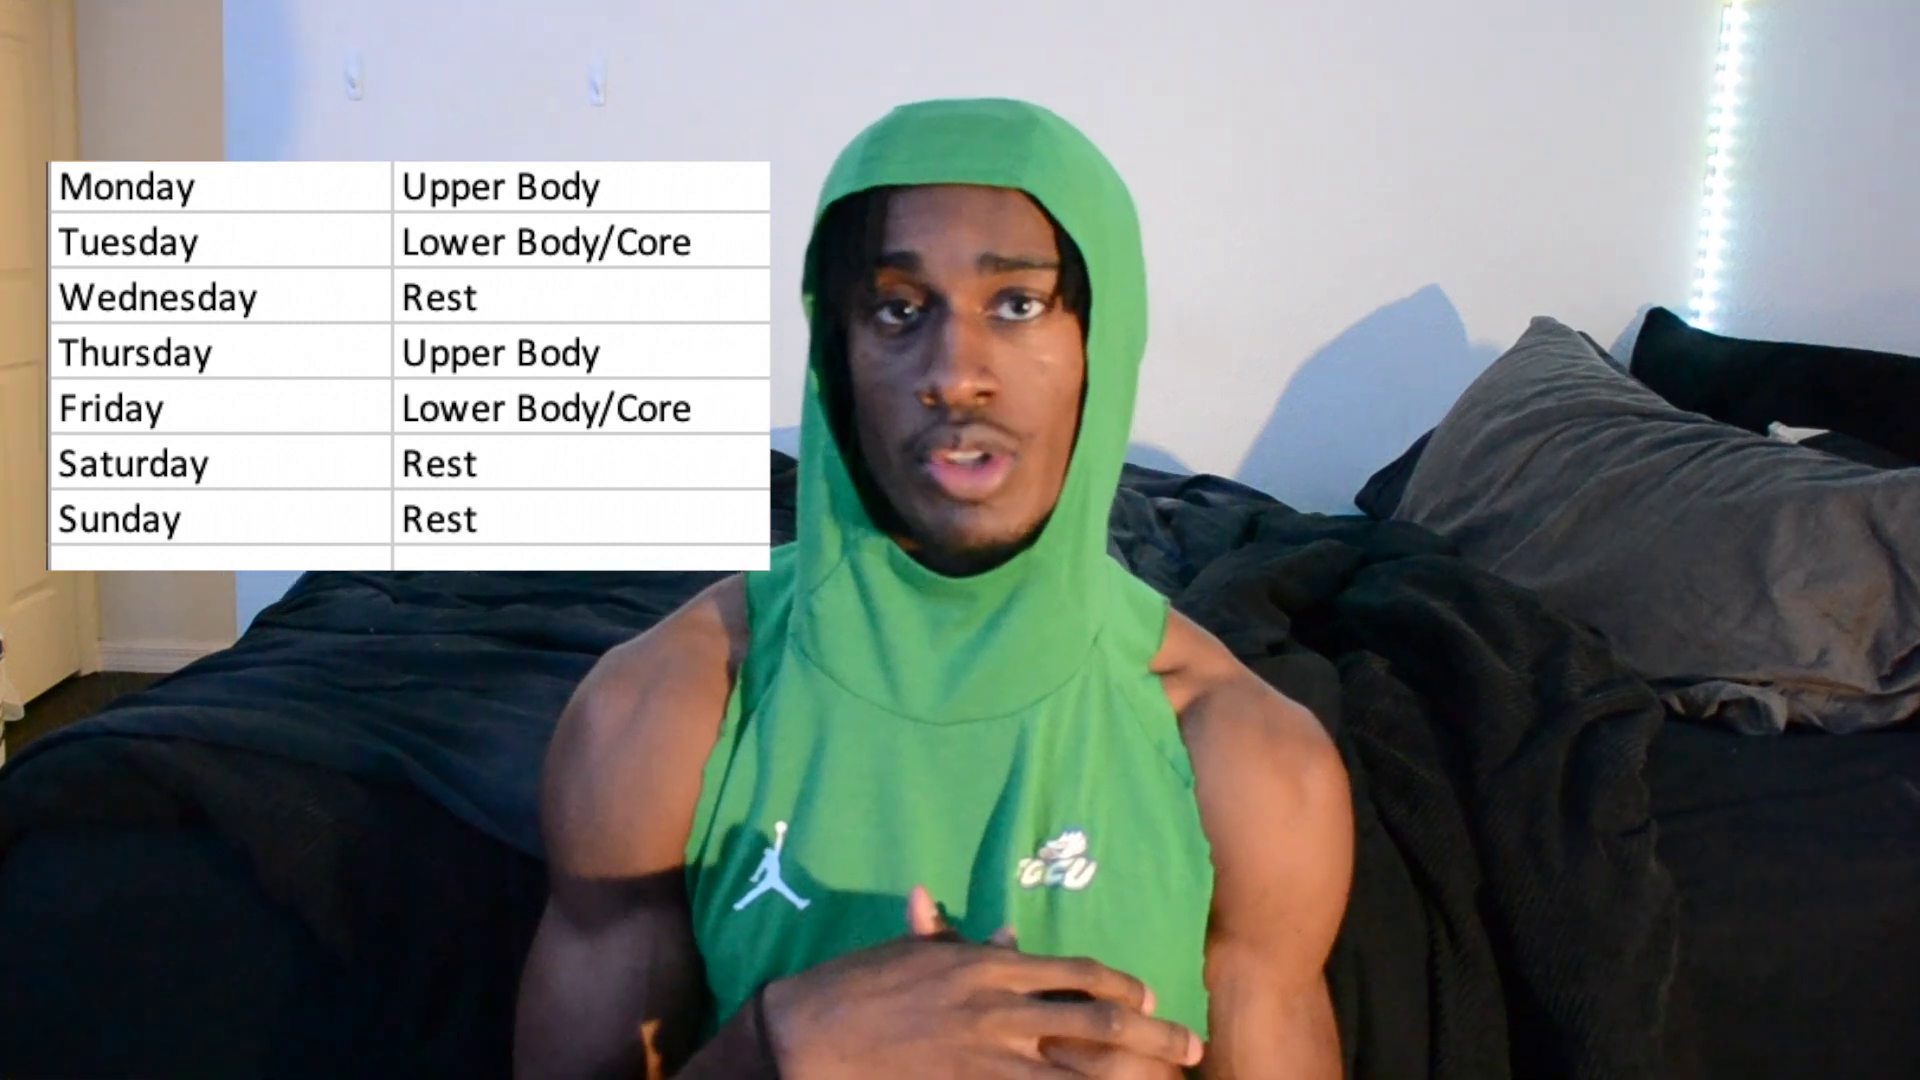 Monday Upper Body
Tuesday Lower Body/Core
Wednesday Rest
Thursday Upper Body
Friday Lower Body/Core
Saturday Rest
Sunday Rest
FGCU